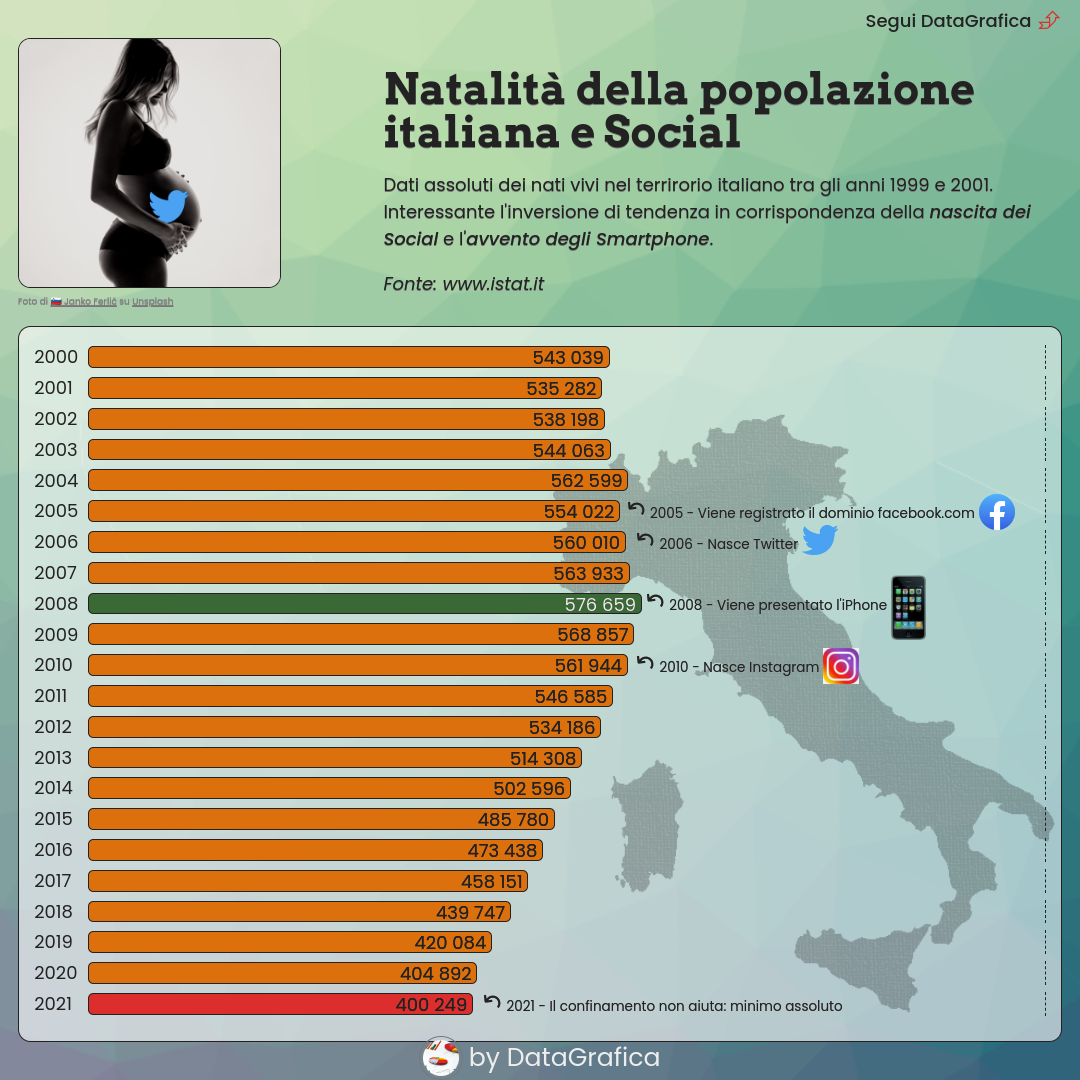 Segui DataGrafica
Natalità della popolazione
italiana e Social
Dati assoluti dei nati vivi nel terrirorio italiano tra gli anni 1999 e 2001.
Interessante l'inversione di tendenza in corrispondenza della nascita dei
Social e l'avvento degli Smartphone.
Fonte: www.istat.it
Foto di Janko Ferlič su Unsplash
2000 543 039
2001 535 282
2002 538 198
2003 544 063
2004 562 599
2005 554 022 2005 - Viene registrato il dominio facebook.com
2006 560 010 2006 - Nasce Twitter
2007 563 933
2008 576 659 2008 - Viene presentato l'iPhone
2009 568 857
2010 561 944 2010 - Nasce Instagram
2011 546 585
2012 534 186
2013 514 308
2014 502 596
2015 485 780
2016 473 438
2017 458 151
2018 439 747
2019 420 084
2020 404 892
2021 400 249 2021 - Il confinamento non aiuta: minimo assoluto
by DataGrafica